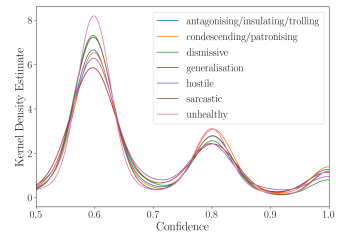 8
6
4
2
0
Kernel Density Estimate
antagonising/insulating/trolling
condescending/patronising
dismissive
generalisation
hostile
sarcastic
unhealthy
0.5 0.6 0.7 0.8 0.9 1.0
Confidence